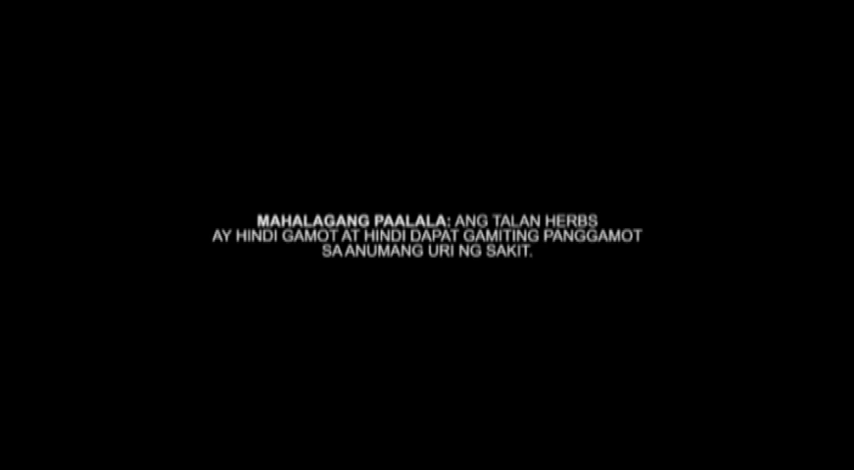 MAHALAGANG PAALALA: ANG TALAN HERBS
AY HINDI GAMOT AT HINDI DAPAT GAMITING PANGGAMOT
SA ANUMANG URI NG SAKIT.